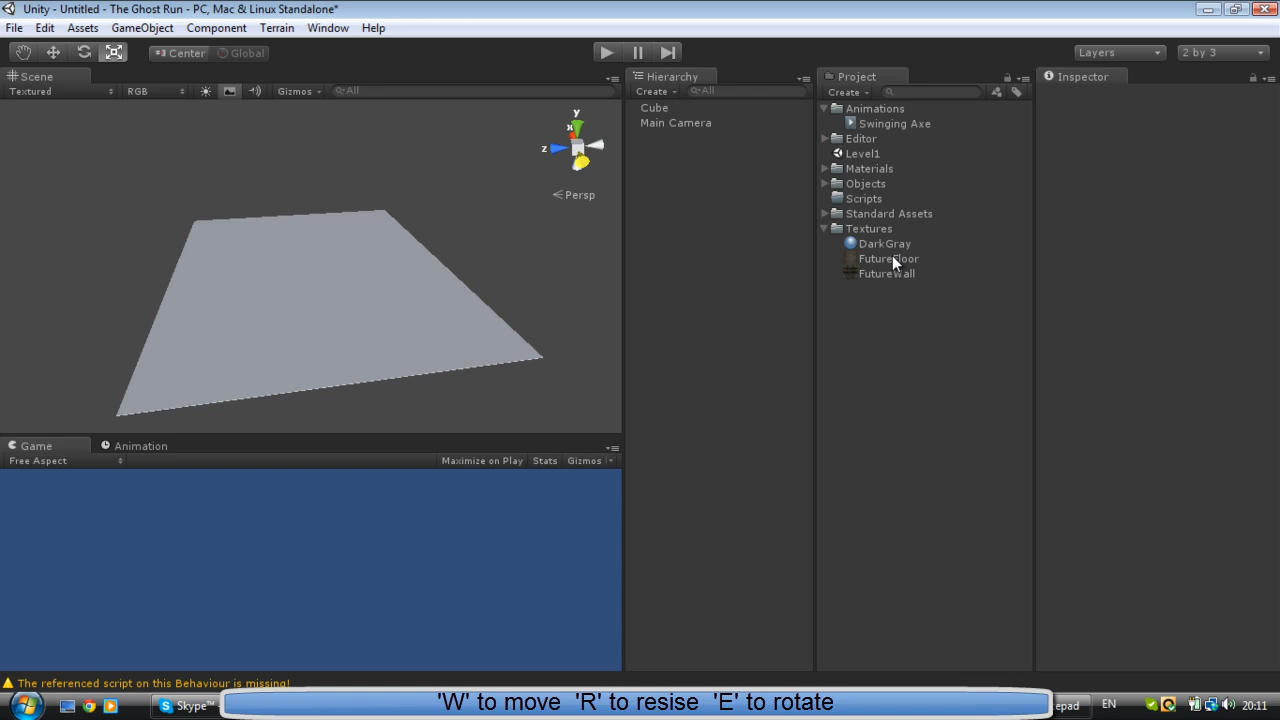 Unity - Untitled - The Ghost Run - PC, Mac & Linux Standalone*
File Edit Assets GameObject Component Terrain Window Help
Center Global Layers 2 by 3
Scene
Textured RGB Gizmos All
y
x
z
Persp
Game Animation
Free Aspect Maximize on Play Stats Gizmos
Hierarchy
Create All
Cube
Main Camera
Project
Create
Animations
Swinging Axe
Editor
Level1
Materials
Objects
Scripts
Standard Assets
Textures
DarkGray
FutureFloor
FutureWall
Inspector
The referenced script on this Behaviour is missing!
Skype™ 'W' to move 'R' to resise 'E' to rotate epad EN 20:11